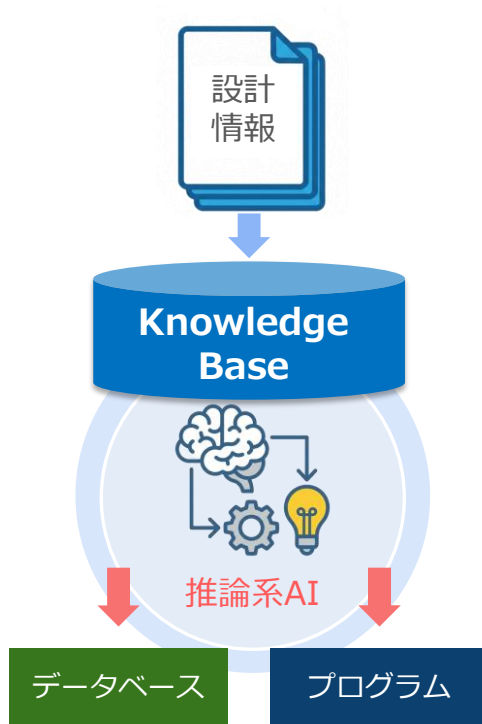 設計
情報
Knowledge
Base
推論系AI
データベース
プログラム